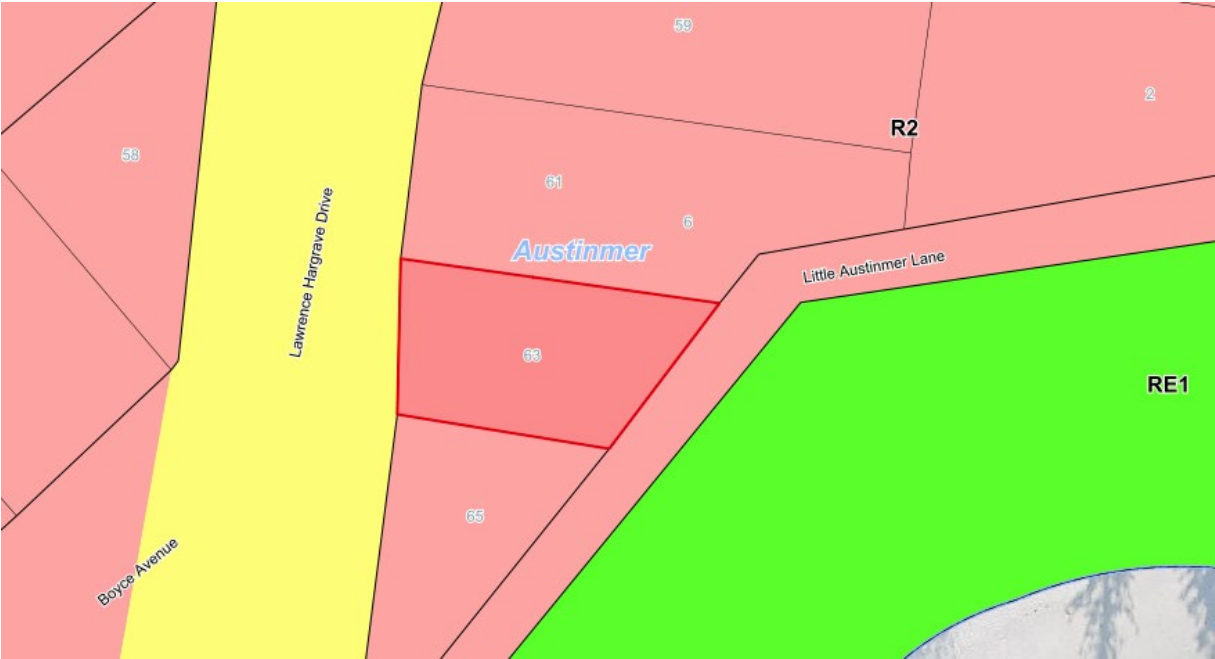 59
2
R2
58
61
Lawrence Hargrave Drive
6
Austinmer
Little Austinmer Lane
63
RE1
65
Boyce Avenue